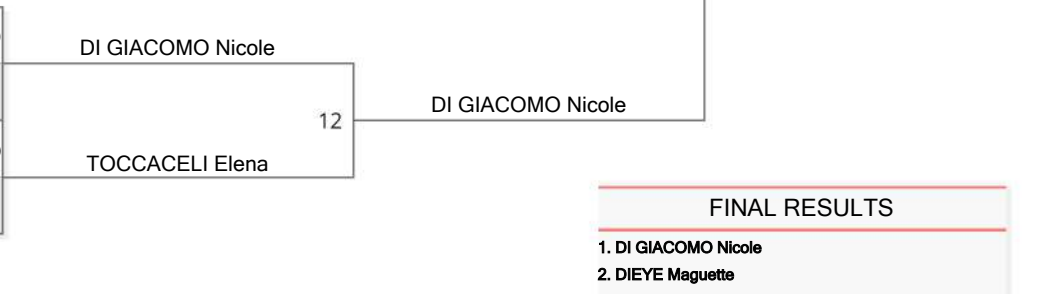 DI GIACOMO Nicole
DI GIACOMO Nicole
12
TOCCACELI Elena
FINAL RESULTS
1. DI GIACOMO Nicole
2. DIEYE Maguette